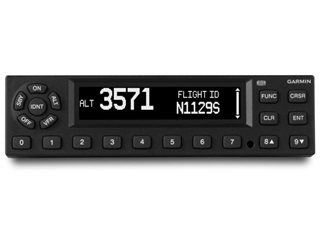 GARMIN
ON
STBY ALT
IDNT
OFF VFR
ALT 3571
FLIGHT ID
N1129S
FUNC CRSR
CLR ENT
0 1 2 3 4 5 6 7 8▲ 9▼